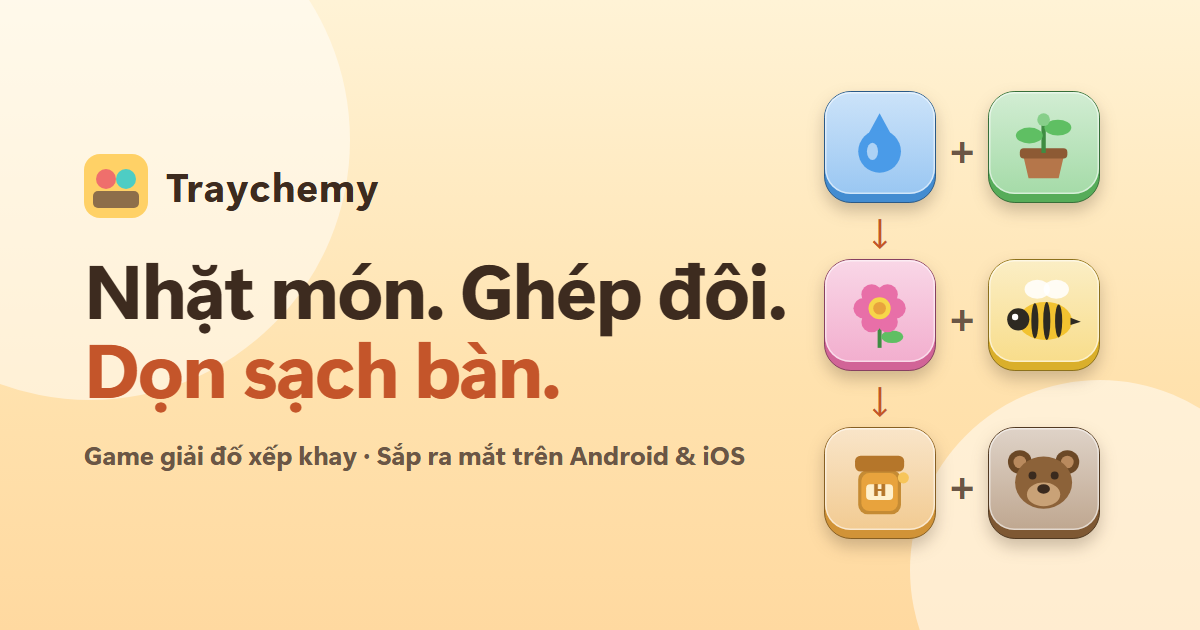 Traychemy
Nhặt món. Ghép đôi.
Dọn sạch bàn.
Game giải đố xếp khay · Sắp ra mắt trên Android & iOS
+
↓
+
↓
H
+